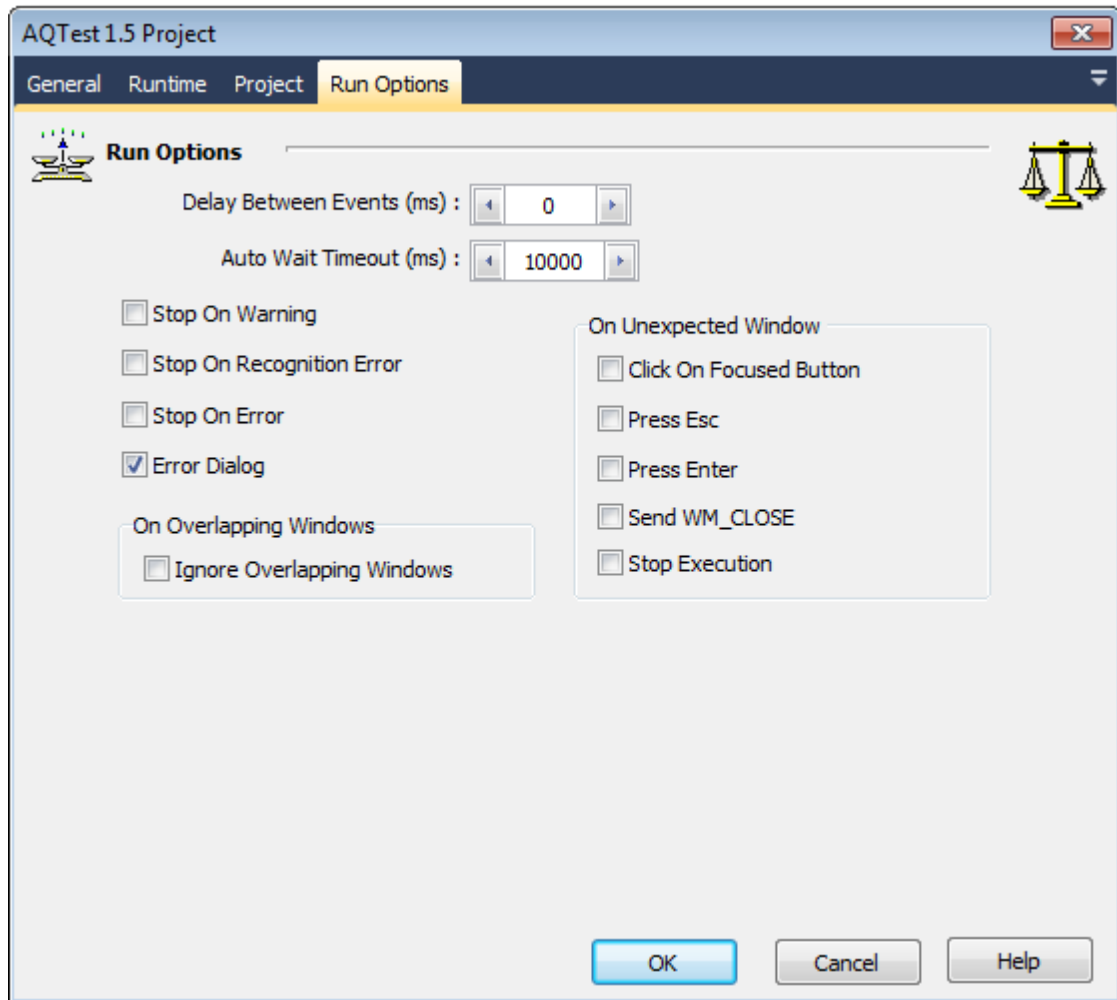 AQTest 1.5 Project
General Runtime Project Run Options
Run Options
Delay Between Events (ms) : 0
Auto Wait Timeout (ms) : 10000
Stop On Warning
Stop On Recognition Error
Stop On Error
Error Dialog
On Overlapping Windows
Ignore Overlapping Windows
On Unexpected Window
Click On Focused Button
Press Esc
Press Enter
Send WM_CLOSE
Stop Execution
OK Cancel Help